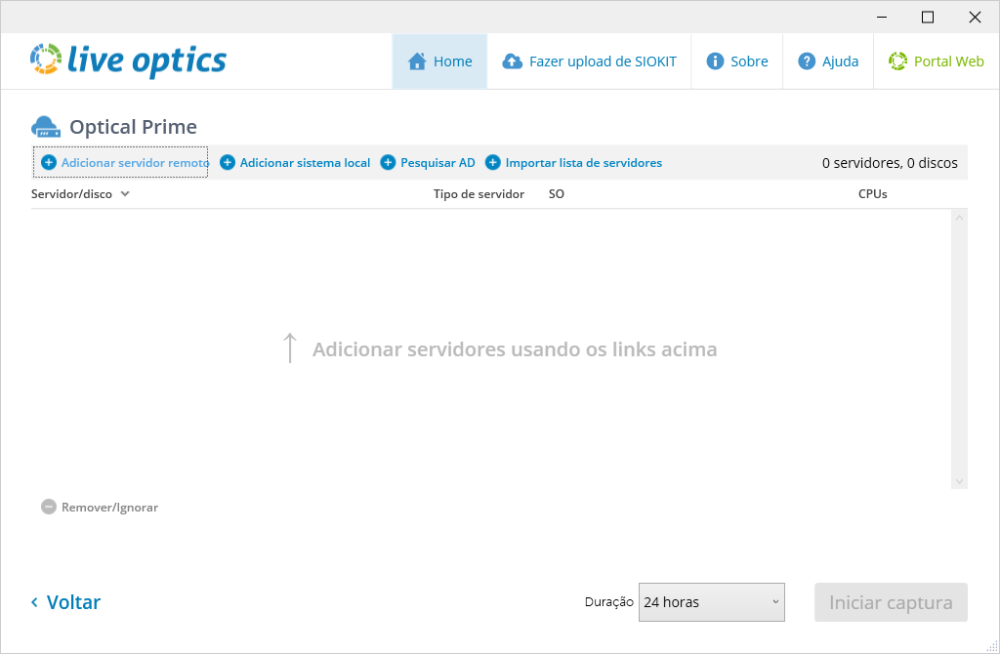 live optics
Home
Fazer upload de SIOKIT
Sobre
Ajuda
Portal Web
Optical Prime
Adicionar servidor remoto
Adicionar sistema local
Pesquisar AD
Importar lista de servidores
0 servidores, 0 discos
Servidor/disco
Tipo de servidor
SO
CPUs
Adicionar servidores usando os links acima
Remover/Ignorar
Voltar
Duração
24 horas
Iniciar captura